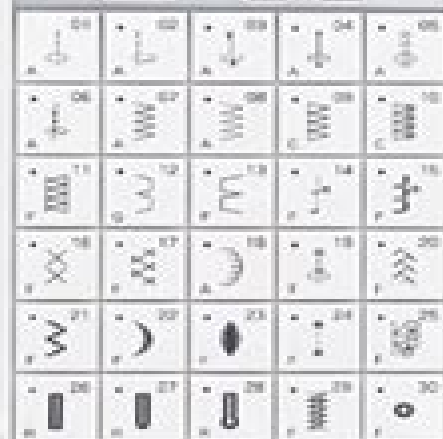 01 02 03 04 05
A A A A A
06 07 08 09 10
A A A C C
11 12 13 14 15
F G F F F
16 17 18 19 20
F F A F F
21 22 23 24 25
F F I F F
26 27 28 29 30
H H H F F